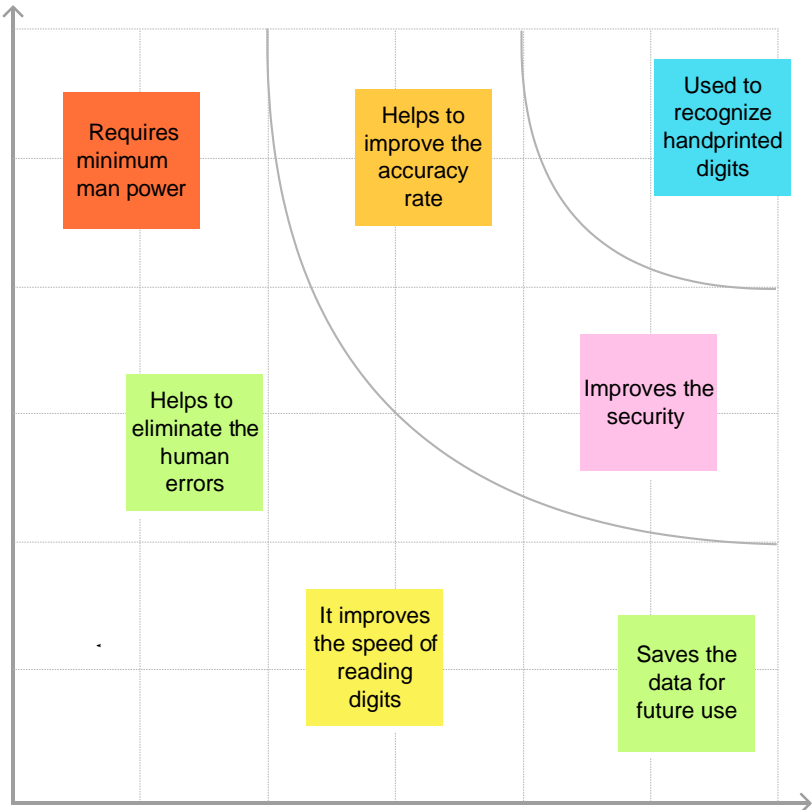 Requires
minimum
man power
Helps to
improve the
accuracy
rate
Used to
recognize
handprinted
digits
Helps to
eliminate the
human
errors
Improves the
security
It improves
the speed of
reading
digits
Saves the
data for
future use